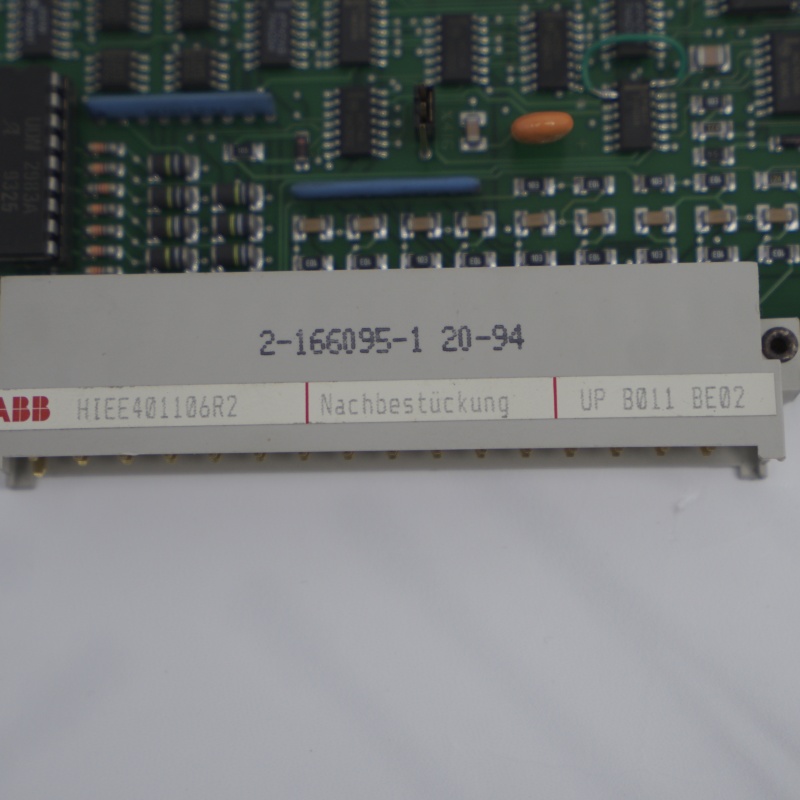 2-166095-1 20-94
ABB HIEE401106R2 Nachbestückung UP B011 BE02